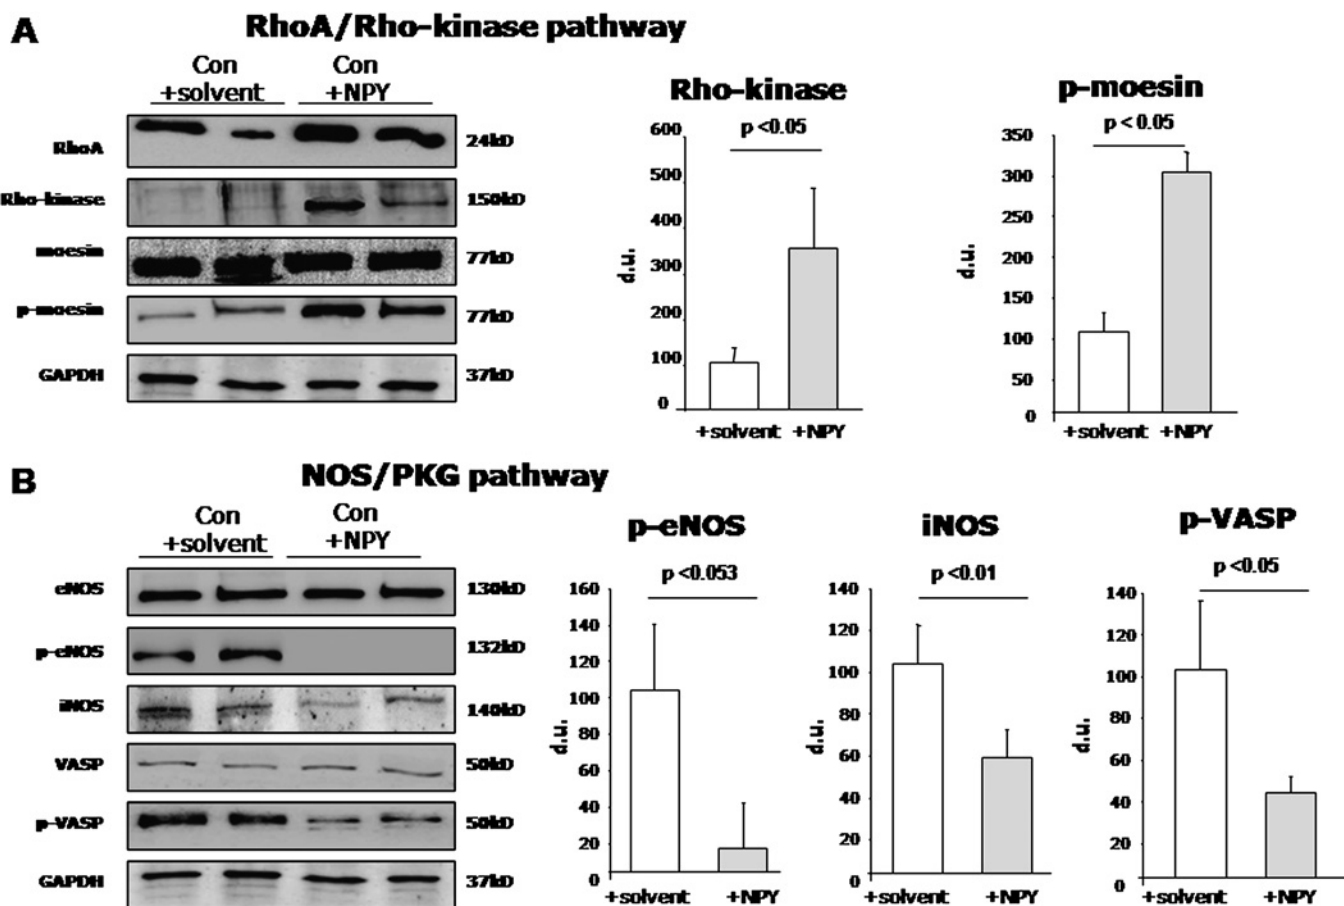 A
RhoA/Rho-kinase pathway
Con
+solvent
Con
+NPY
RhoA
24kD
Rho-kinase
150kD
moesin
77kD
p-moesin
77kD
GAPDH
37kD
Rho-kinase
p <0.05
600
500
400
300
200
100
0
d.u.
+solvent +NPY
p-moesin
p < 0.05
350
300
250
200
150
100
50
0
d.u.
+solvent +NPY
B
NOS/PKG pathway
Con
+solvent
Con
+NPY
eNOS
130kD
p-eNOS
132kD
iNOS
140kD
VASP
50kD
p-VASP
50kD
GAPDH
37kD
p-eNOS
p <0.053
160
140
120
100
80
60
40
20
0
d.u.
+solvent +NPY
iNOS
p <0.01
140
120
100
80
60
40
20
0
d.u.
+solvent +NPY
p-VASP
p <0.05
140
120
100
80
60
40
20
0
d.u.
+solvent +NPY